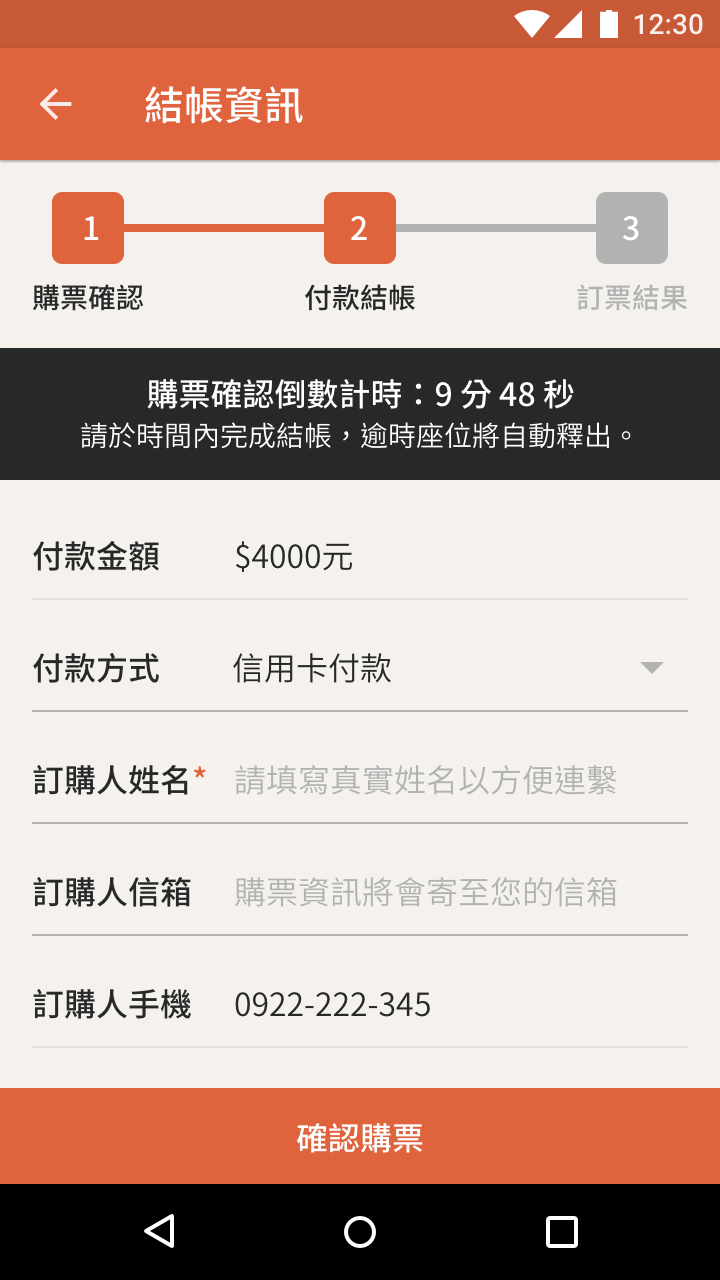 12:30
結帳資訊
1
2
3
購票確認
付款結帳
訂票結果
購票確認倒數計時：9 分 48 秒
請於時間內完成結帳，逾時座位將自動釋出。
付款金額 $4000元
付款方式 信用卡付款
訂購人姓名* 請填寫真實姓名以方便連繫
訂購人信箱 購票資訊將會寄至您的信箱
訂購人手機 0922-222-345
確認購票